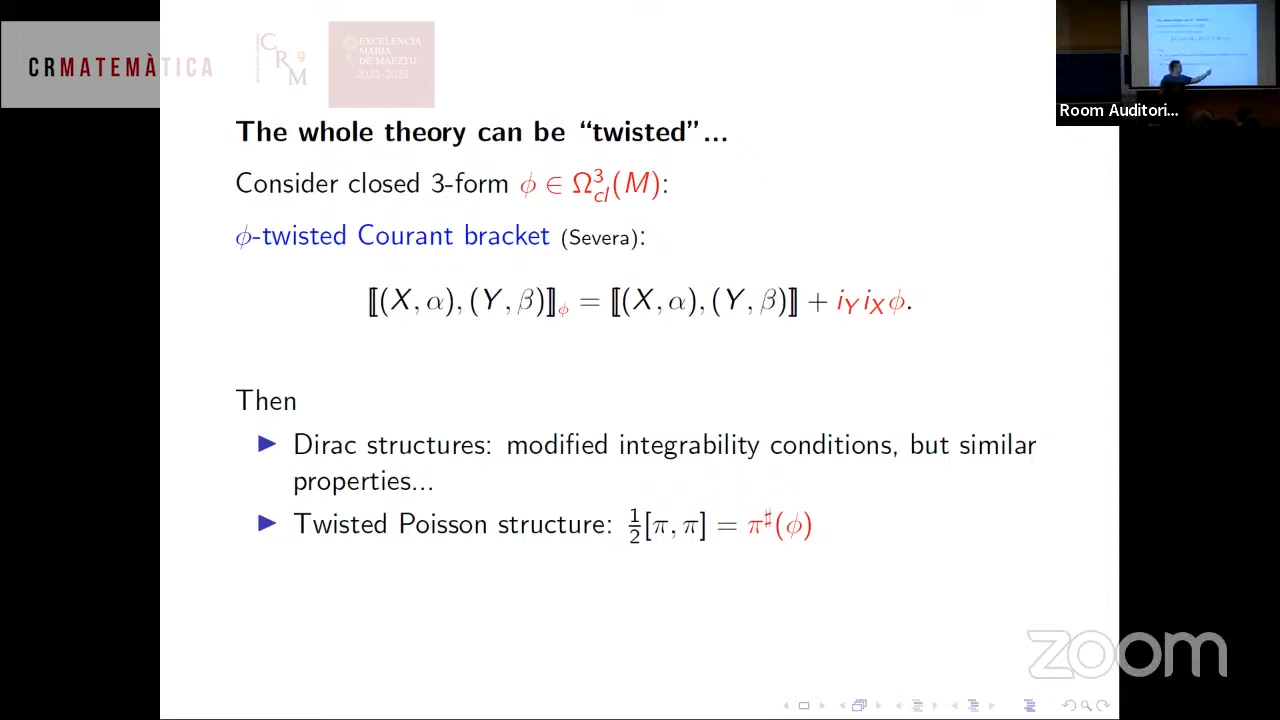 CRMATEMÀTICA
CRM
EXCELENCIA
MARIA
DE MAEZTU
2022-2025
Room Auditori...
The whole theory can be “twisted”...
Consider closed 3-form ϕ ∈ Ω³_cl(M):
ϕ-twisted Courant bracket (Severa):
⟦(X, α), (Y, β)⟧_ϕ = ⟦(X, α), (Y, β)⟧ + i_Y i_X ϕ.
Then
▶ Dirac structures: modified integrability conditions, but similar
properties...
▶ Twisted Poisson structure: ½[π, π] = π^♯(ϕ)
zoom